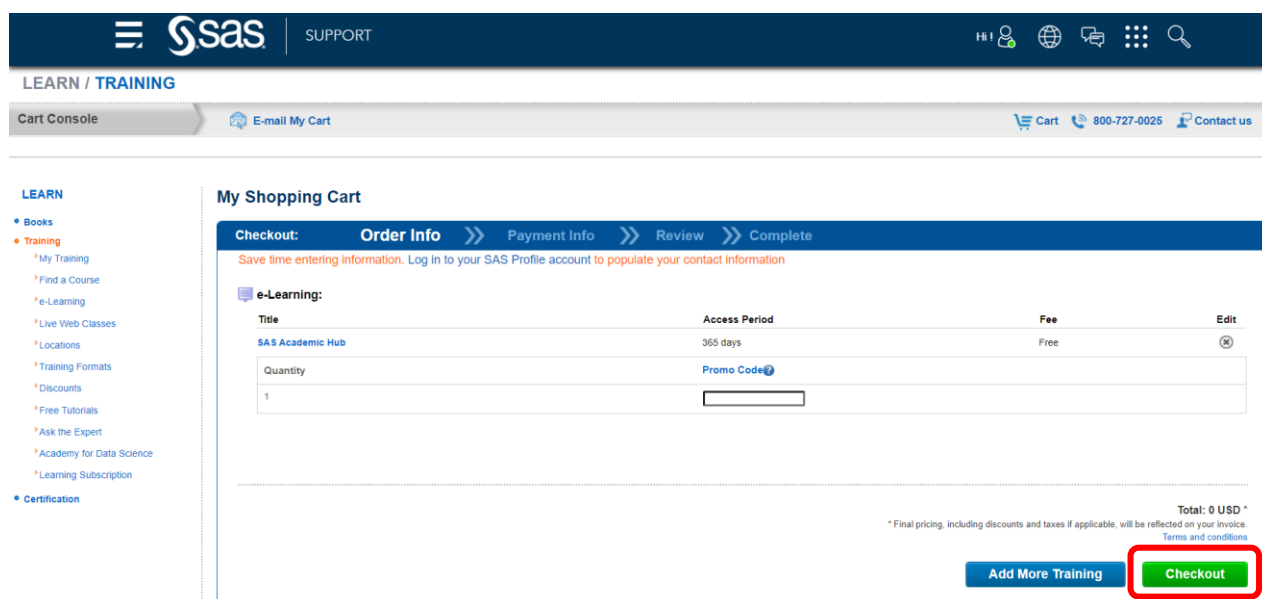 sas SUPPORT Hi !
LEARN / TRAINING
Cart Console E-mail My Cart Cart 800-727-0025 Contact us
LEARN
Books
Training
My Training
Find a Course
e-Learning
Live Web Classes
Locations
Training Formats
Discounts
Free Tutorials
Ask the Expert
Academy for Data Science
Learning Subscription
Certification
My Shopping Cart
Checkout: Order Info Payment Info Review Complete
Save time entering information. Log in to your SAS Profile account to populate your contact information
e-Learning:
Title Access Period Fee Edit
SAS Academic Hub 365 days Free
Quantity Promo Code
1
Total: 0 USD *
* Final pricing, including discounts and taxes if applicable, will be reflected on your invoice.
Terms and conditions
Add More Training Checkout